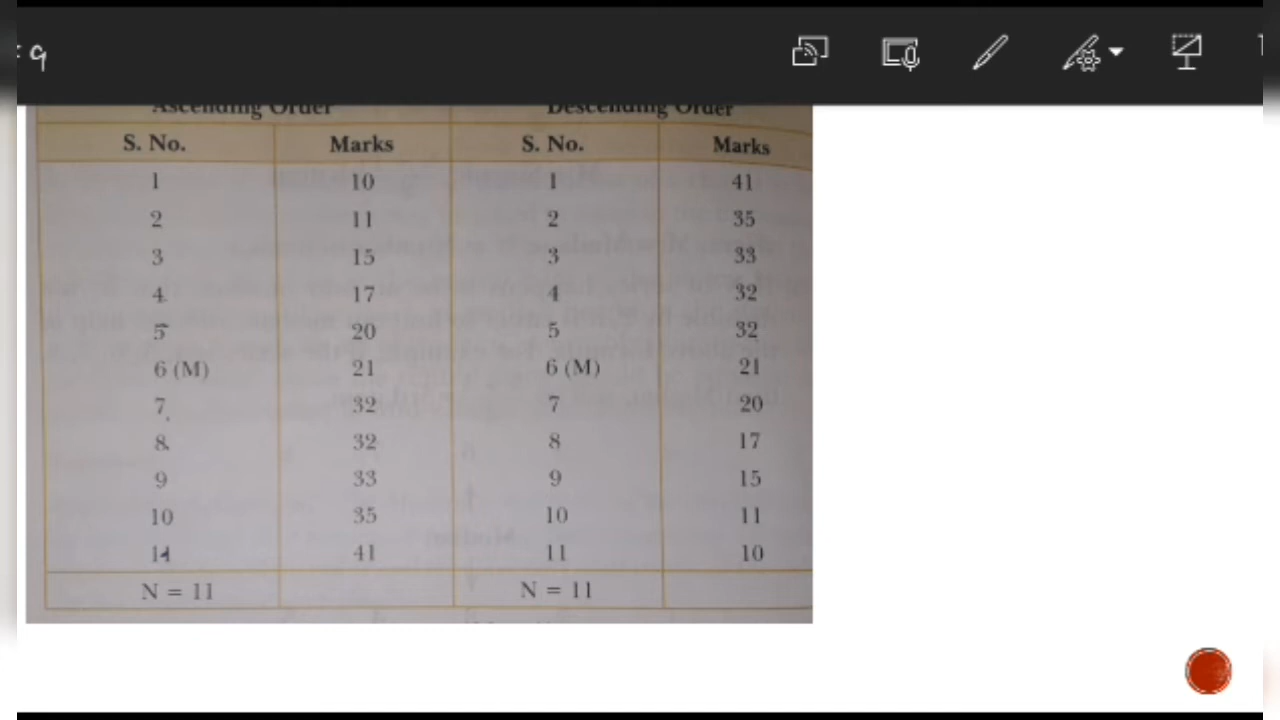 = 9
Ascending Order Descending Order
S. No. Marks S. No. Marks
1 10 1 41
2 11 2 35
3 15 3 33
4 17 4 32
5 20 5 32
6 (M) 21 6 (M) 21
7 32 7 20
8 32 8 17
9 33 9 15
10 35 10 11
11 41 11 10
N = 11 N = 11